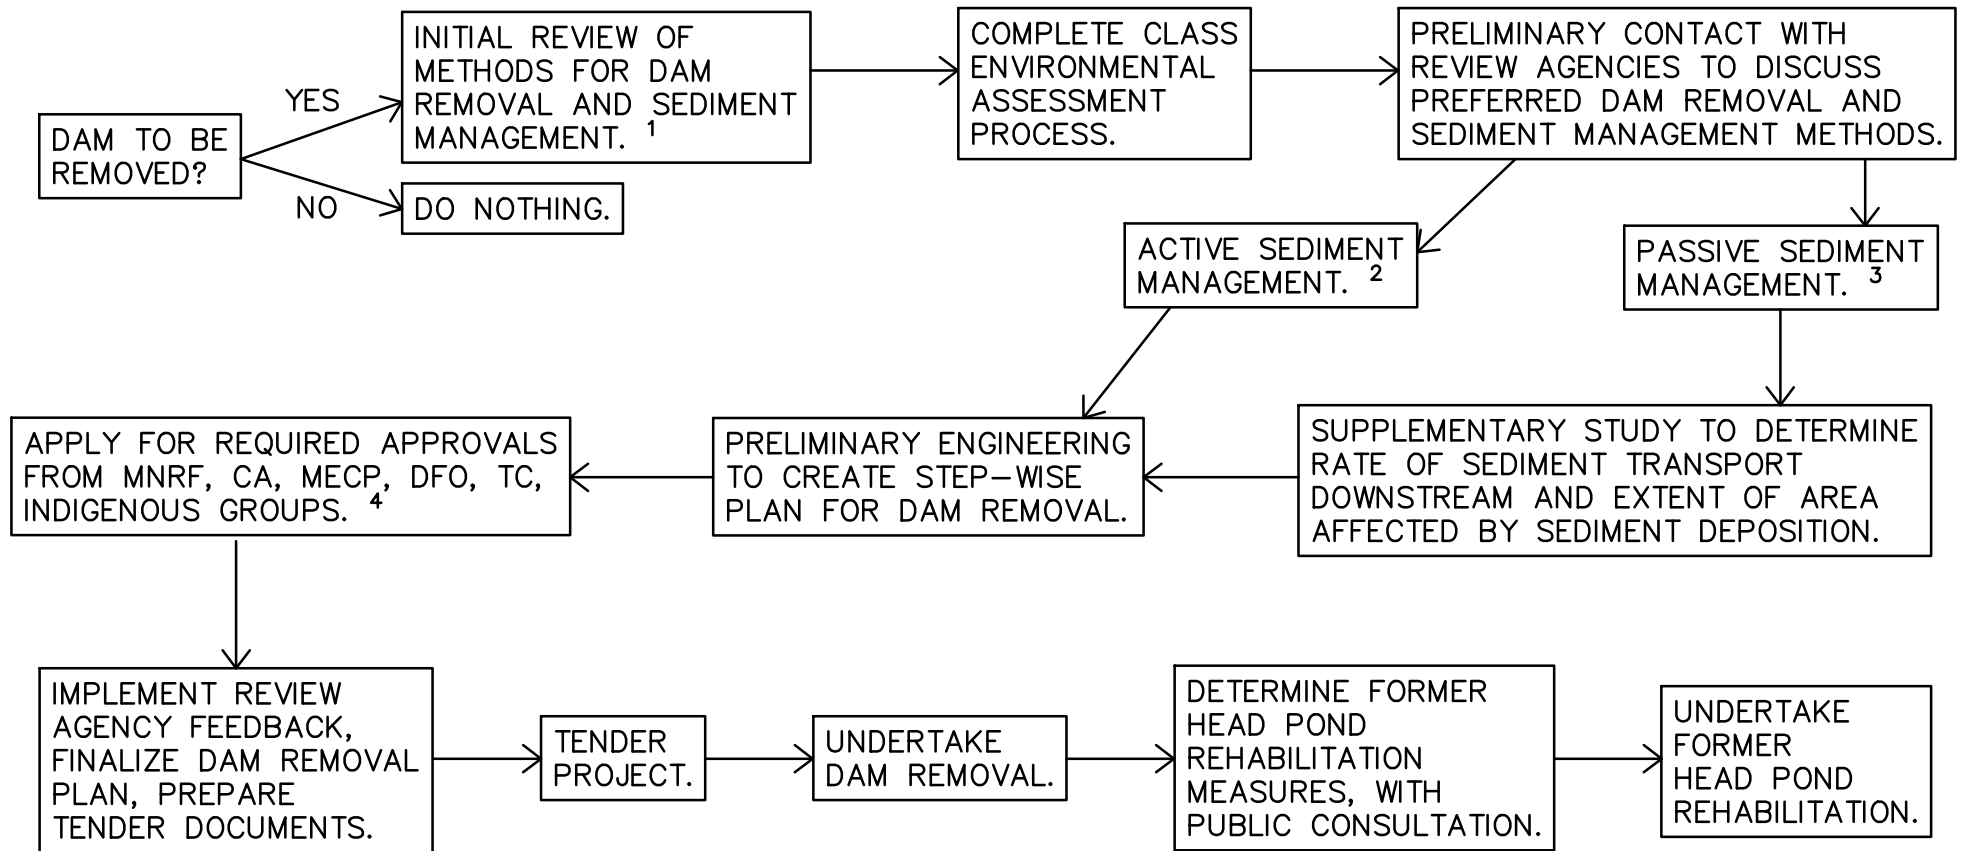 DAM TO BE
REMOVED?
YES
NO
INITIAL REVIEW OF
METHODS FOR DAM
REMOVAL AND SEDIMENT
MANAGEMENT. 1
DO NOTHING.
COMPLETE CLASS
ENVIRONMENTAL
ASSESSMENT
PROCESS.
PRELIMINARY CONTACT WITH
REVIEW AGENCIES TO DISCUSS
PREFERRED DAM REMOVAL AND
SEDIMENT MANAGEMENT METHODS.
ACTIVE SEDIMENT
MANAGEMENT. 2
PASSIVE SEDIMENT
MANAGEMENT. 3
SUPPLEMENTARY STUDY TO DETERMINE
RATE OF SEDIMENT TRANSPORT
DOWNSTREAM AND EXTENT OF AREA
AFFECTED BY SEDIMENT DEPOSITION.
PRELIMINARY ENGINEERING
TO CREATE STEP-WISE
PLAN FOR DAM REMOVAL.
APPLY FOR REQUIRED APPROVALS
FROM MNRF, CA, MECP, DFO, TC,
INDIGENOUS GROUPS. 4
IMPLEMENT REVIEW
AGENCY FEEDBACK,
FINALIZE DAM REMOVAL
PLAN, PREPARE
TENDER DOCUMENTS.
TENDER
PROJECT.
UNDERTAKE
DAM REMOVAL.
DETERMINE FORMER
HEAD POND
REHABILITATION
MEASURES, WITH
PUBLIC CONSULTATION.
UNDERTAKE
FORMER
HEAD POND
REHABILITATION.